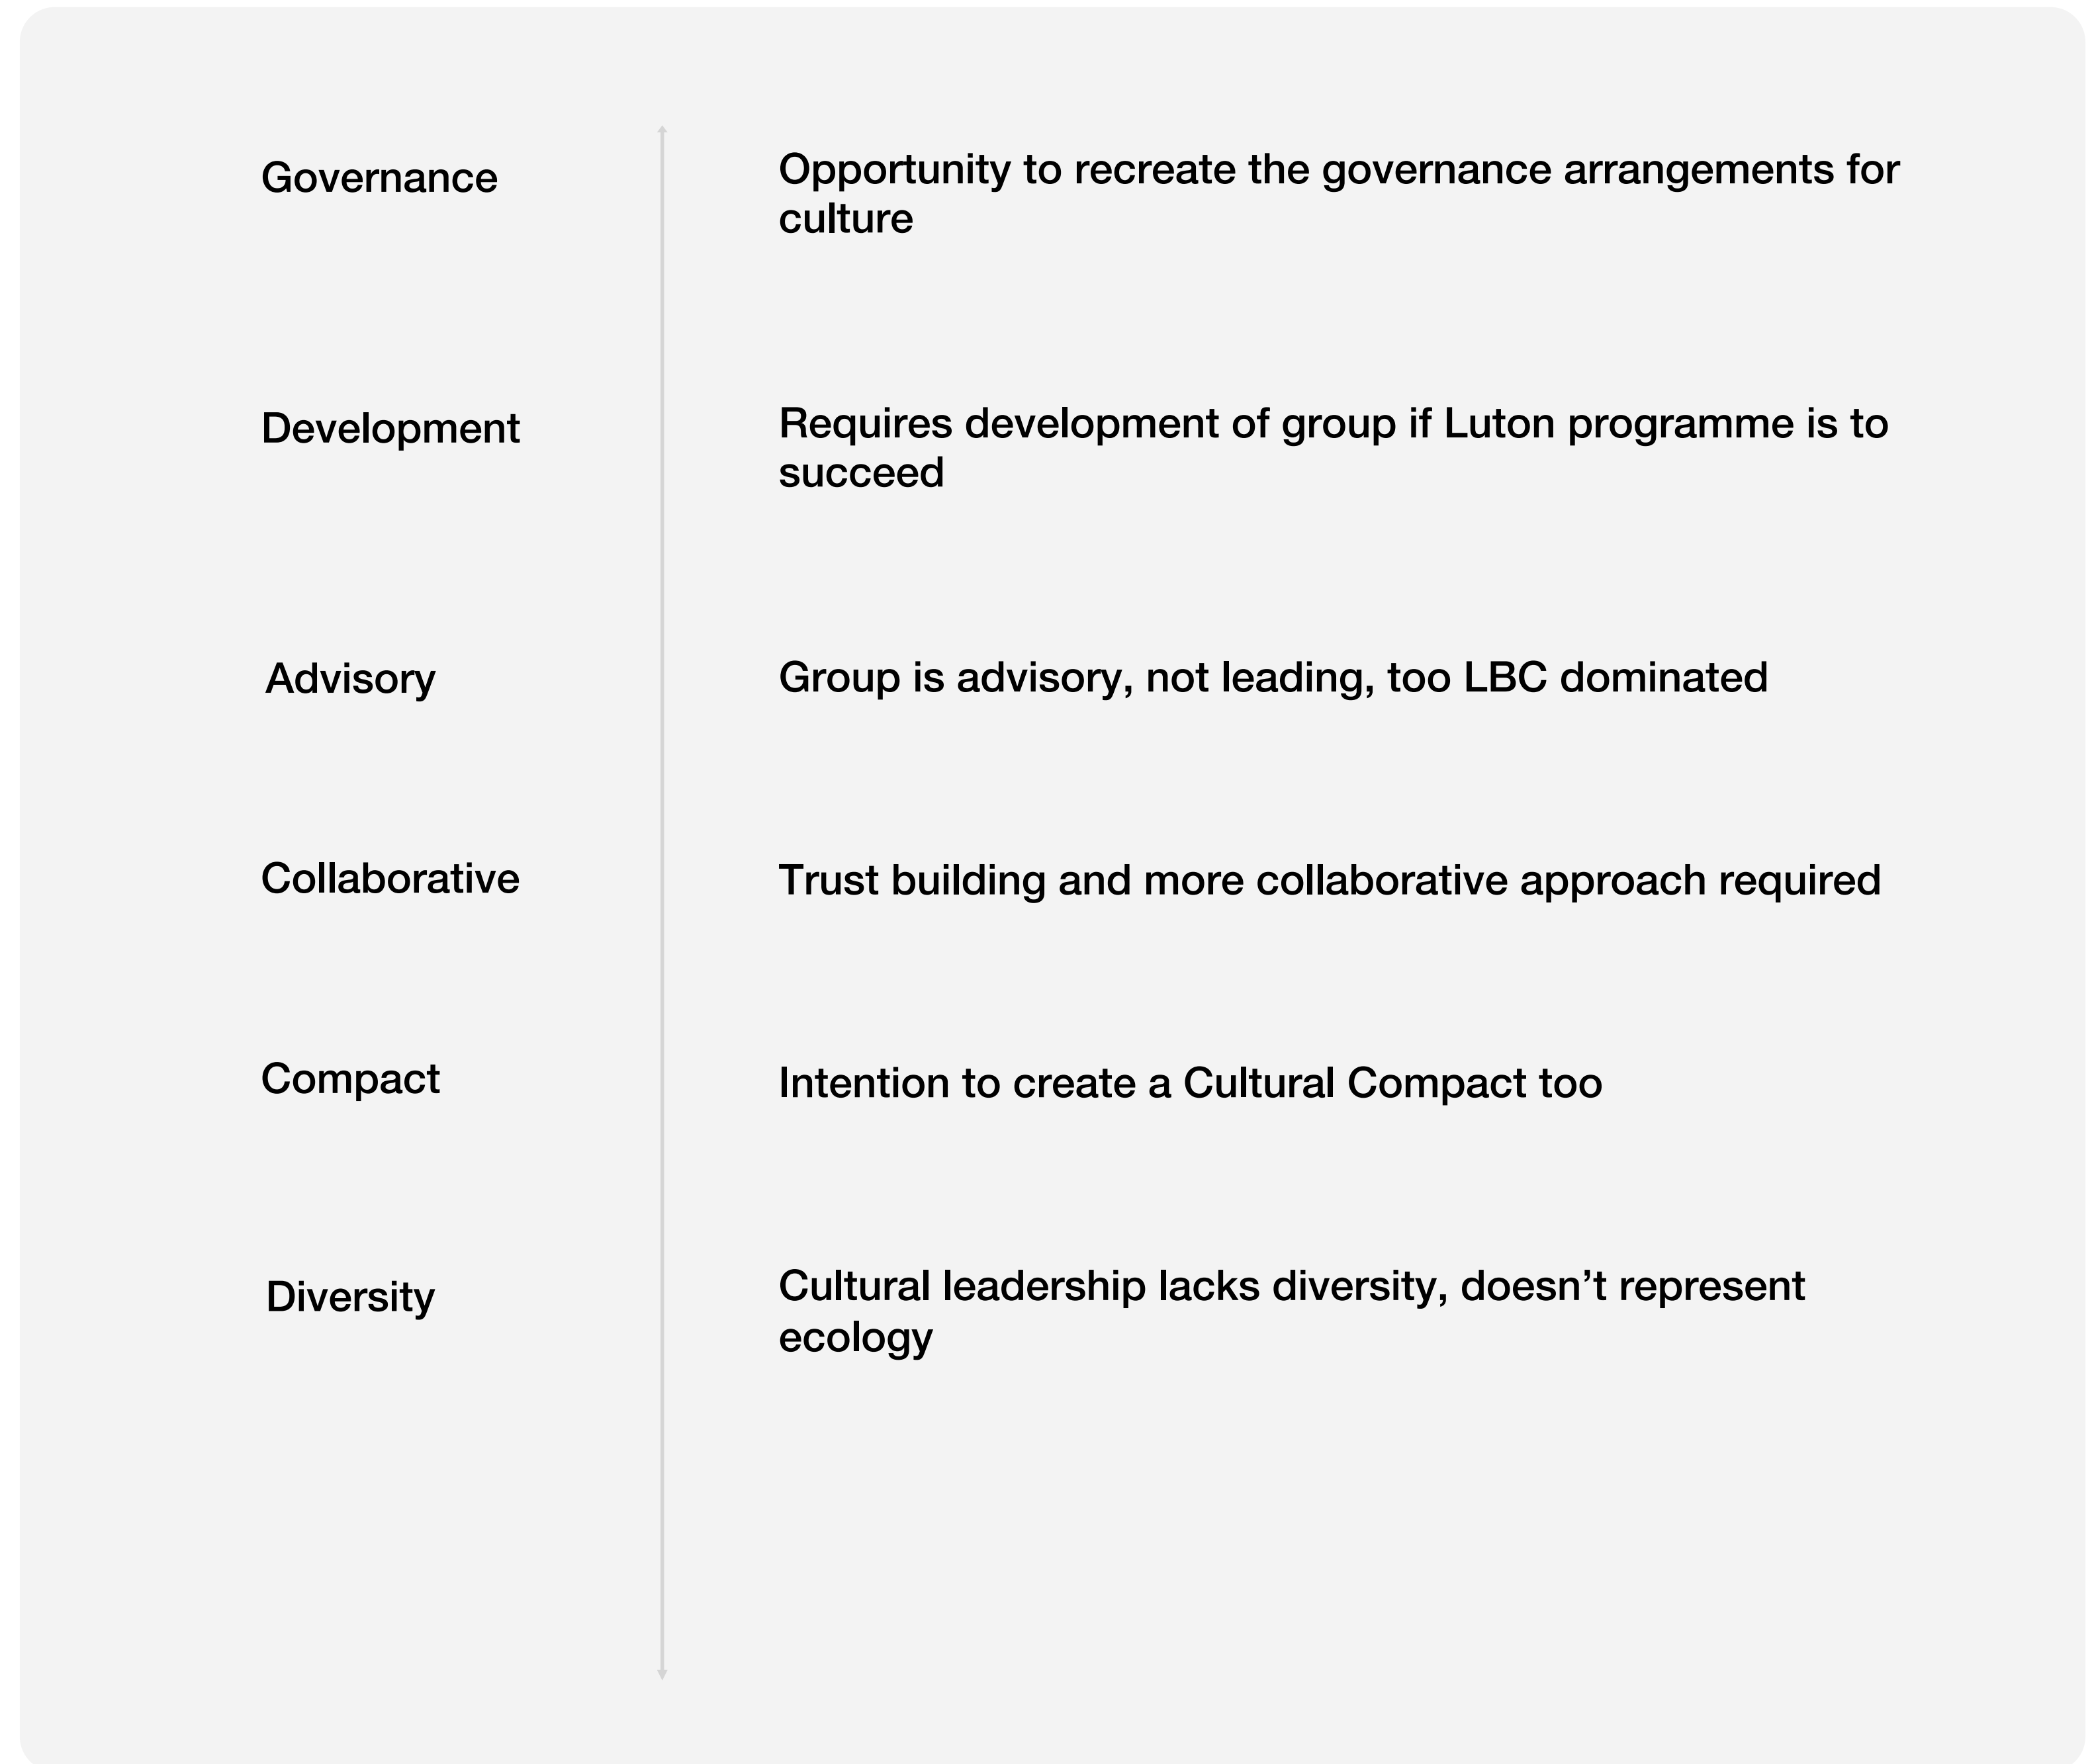 Governance
Opportunity to recreate the governance arrangements for
culture
Development
Requires development of group if Luton programme is to
succeed
Advisory
Group is advisory, not leading, too LBC dominated
Collaborative
Trust building and more collaborative approach required
Compact
Intention to create a Cultural Compact too
Diversity
Cultural leadership lacks diversity, doesn’t represent
ecology